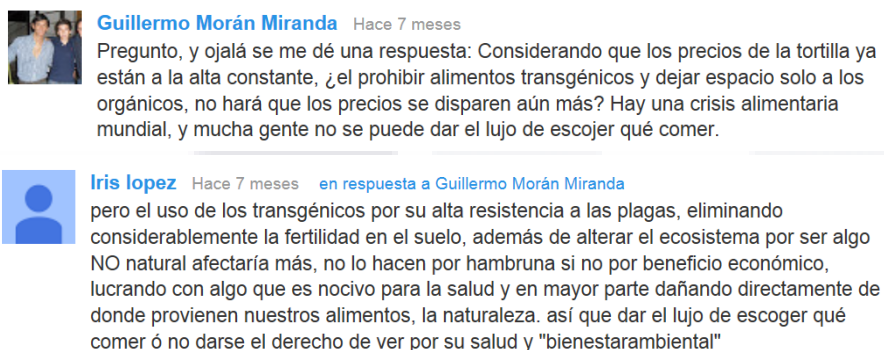 Guillermo Morán Miranda Hace 7 meses
Pregunto, y ojalá se me dé una respuesta: Considerando que los precios de la tortilla ya
están a la alta constante, ¿el prohibir alimentos transgénicos y dejar espacio solo a los
orgánicos, no hará que los precios se disparen aún más? Hay una crisis alimentaria
mundial, y mucha gente no se puede dar el lujo de escojer qué comer.
Iris lopez Hace 7 meses en respuesta a Guillermo Morán Miranda
pero el uso de los transgénicos por su alta resistencia a las plagas, eliminando
considerablemente la fertilidad en el suelo, además de alterar el ecosistema por ser algo
NO natural afectaría más, no lo hacen por hambruna si no por beneficio económico,
lucrando con algo que es nocivo para la salud y en mayor parte dañando directamente de
donde provienen nuestros alimentos, la naturaleza. así que dar el lujo de escoger qué
comer ó no darse el derecho de ver por su salud y "bienestarambiental"